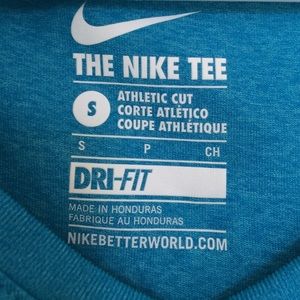 THE NIKE TEE
S
ATHLETIC CUT
CORTE ATLÉTICO
COUPE ATHLÉTIQUE
S P CH
DRI-FIT
MADE IN HONDURAS
FABRIQUE AU HONDURAS
NIKEBETTERWORLD.COM